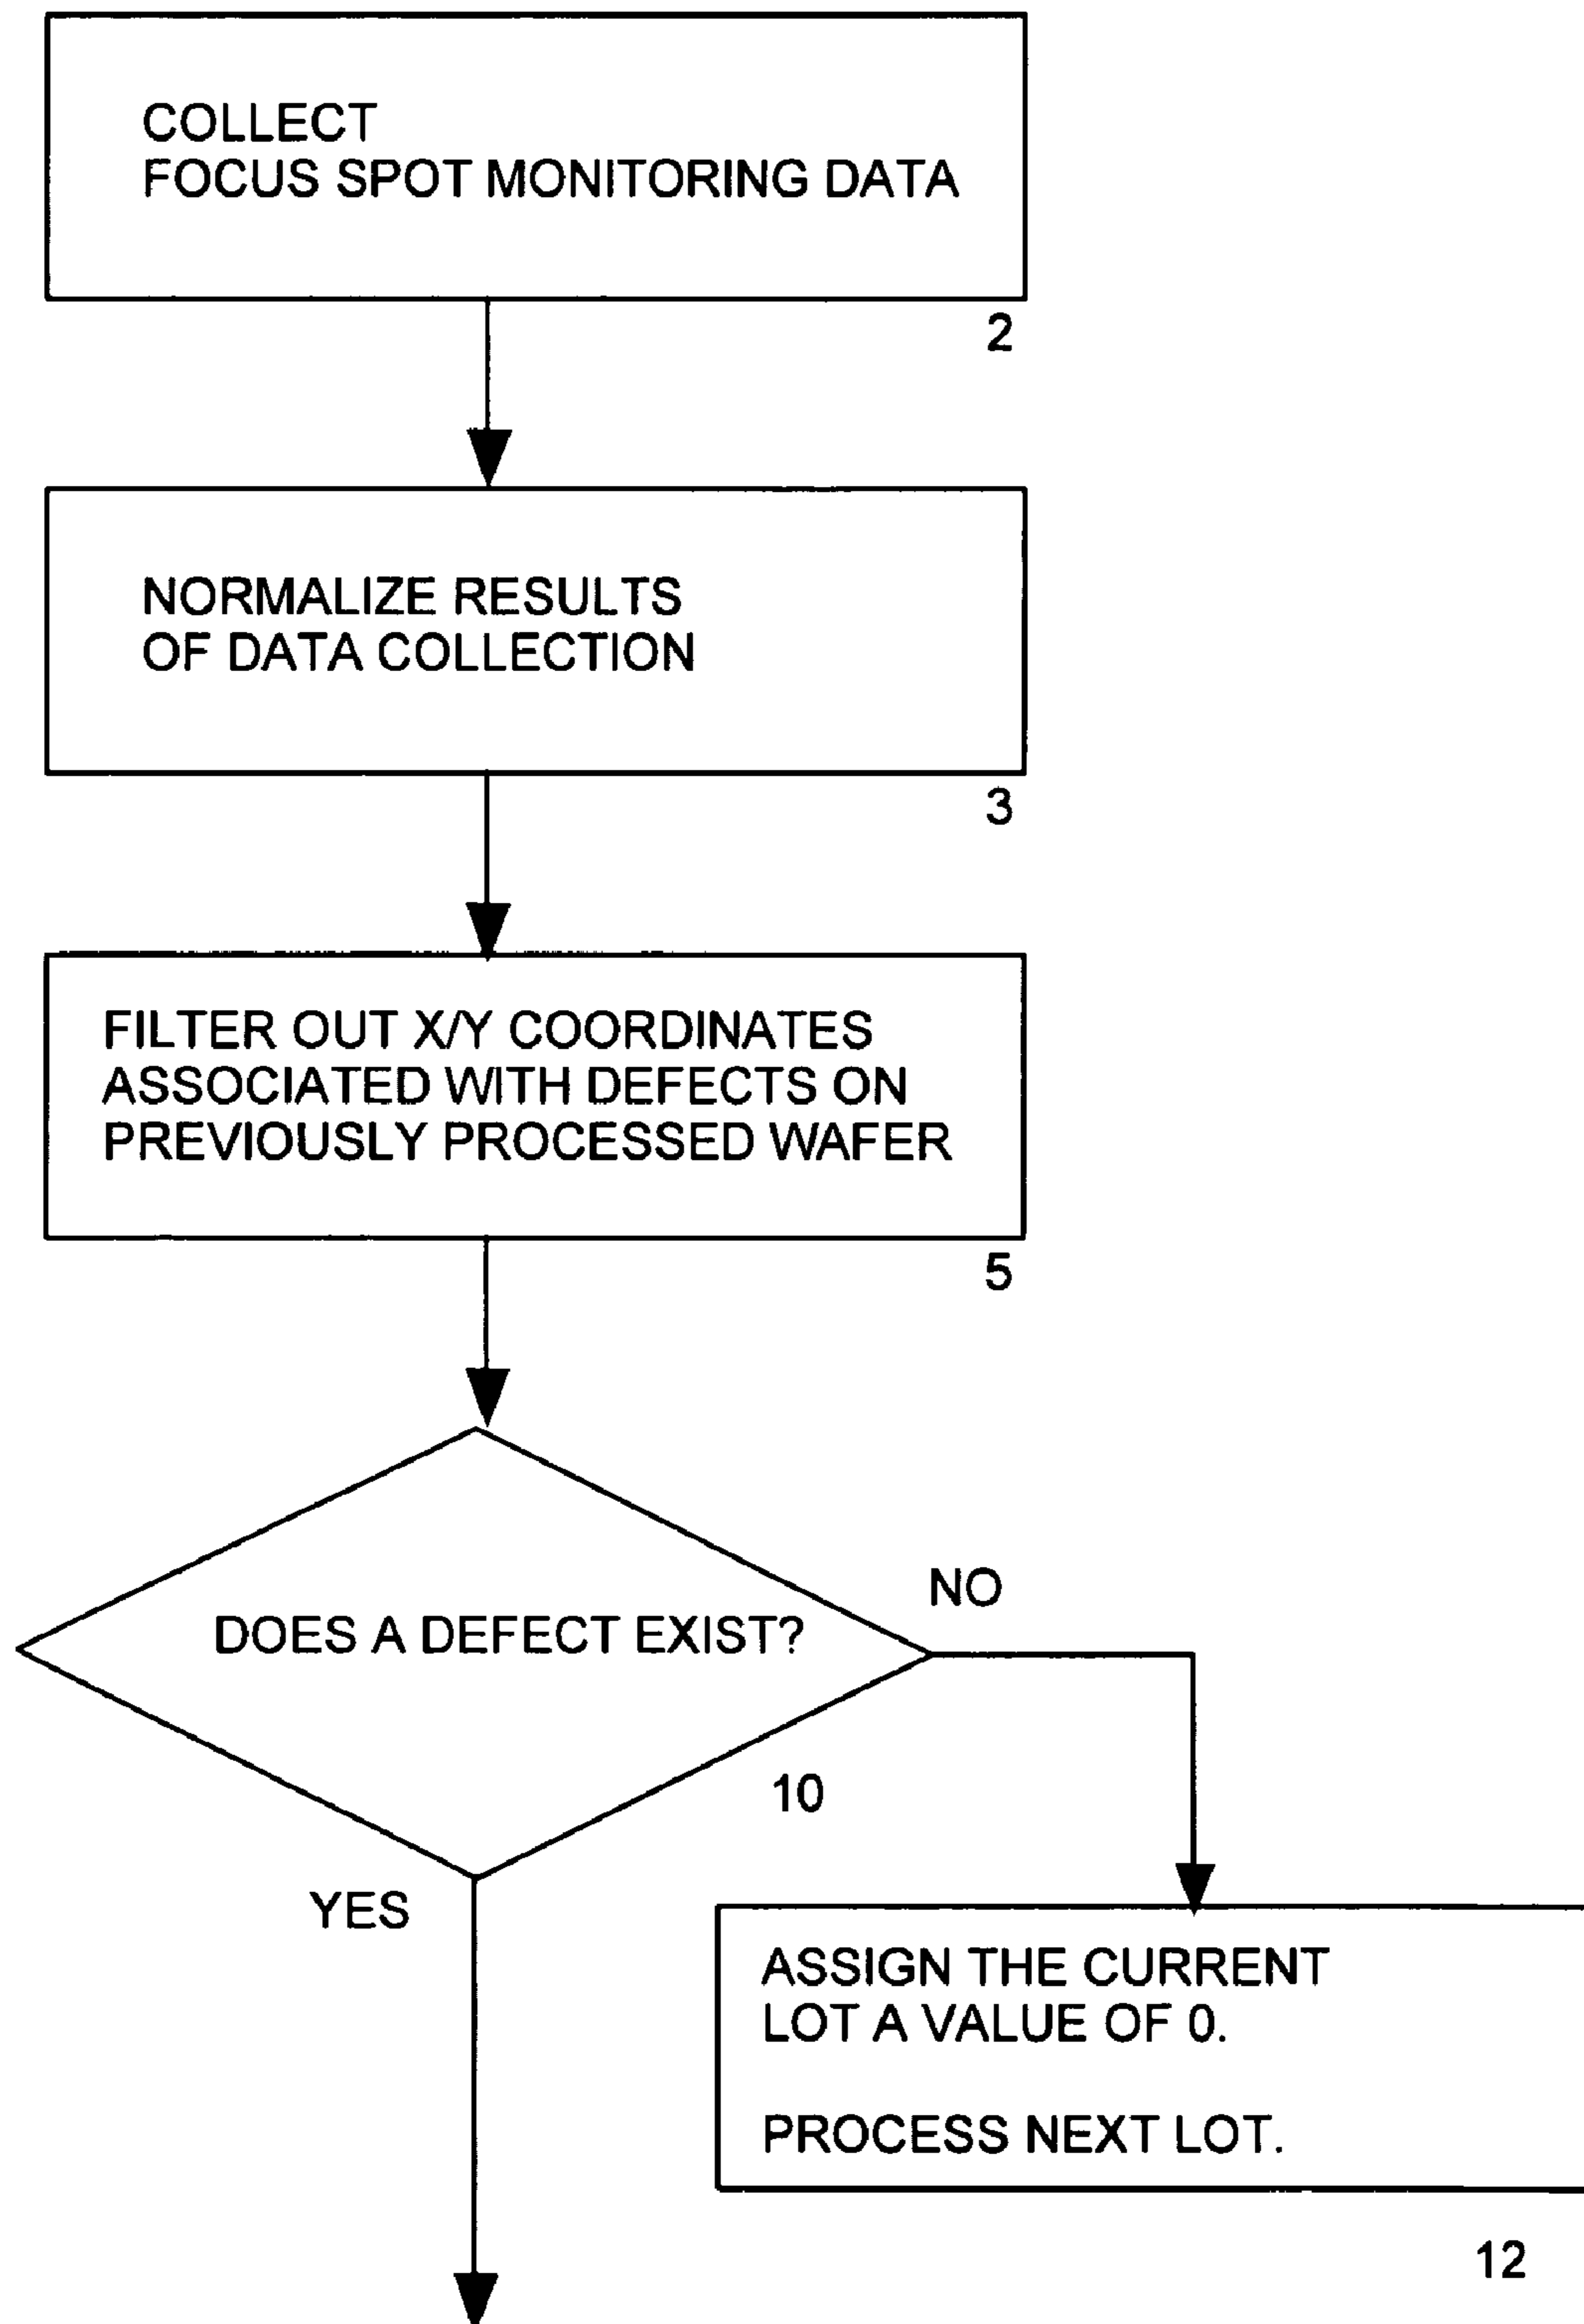 COLLECT
FOCUS SPOT MONITORING DATA
2
NORMALIZE RESULTS
OF DATA COLLECTION
3
FILTER OUT X/Y COORDINATES
ASSOCIATED WITH DEFECTS ON
PREVIOUSLY PROCESSED WAFER
5
DOES A DEFECT EXIST?
NO
10
YES
ASSIGN THE CURRENT
LOT A VALUE OF 0.
PROCESS NEXT LOT.
12